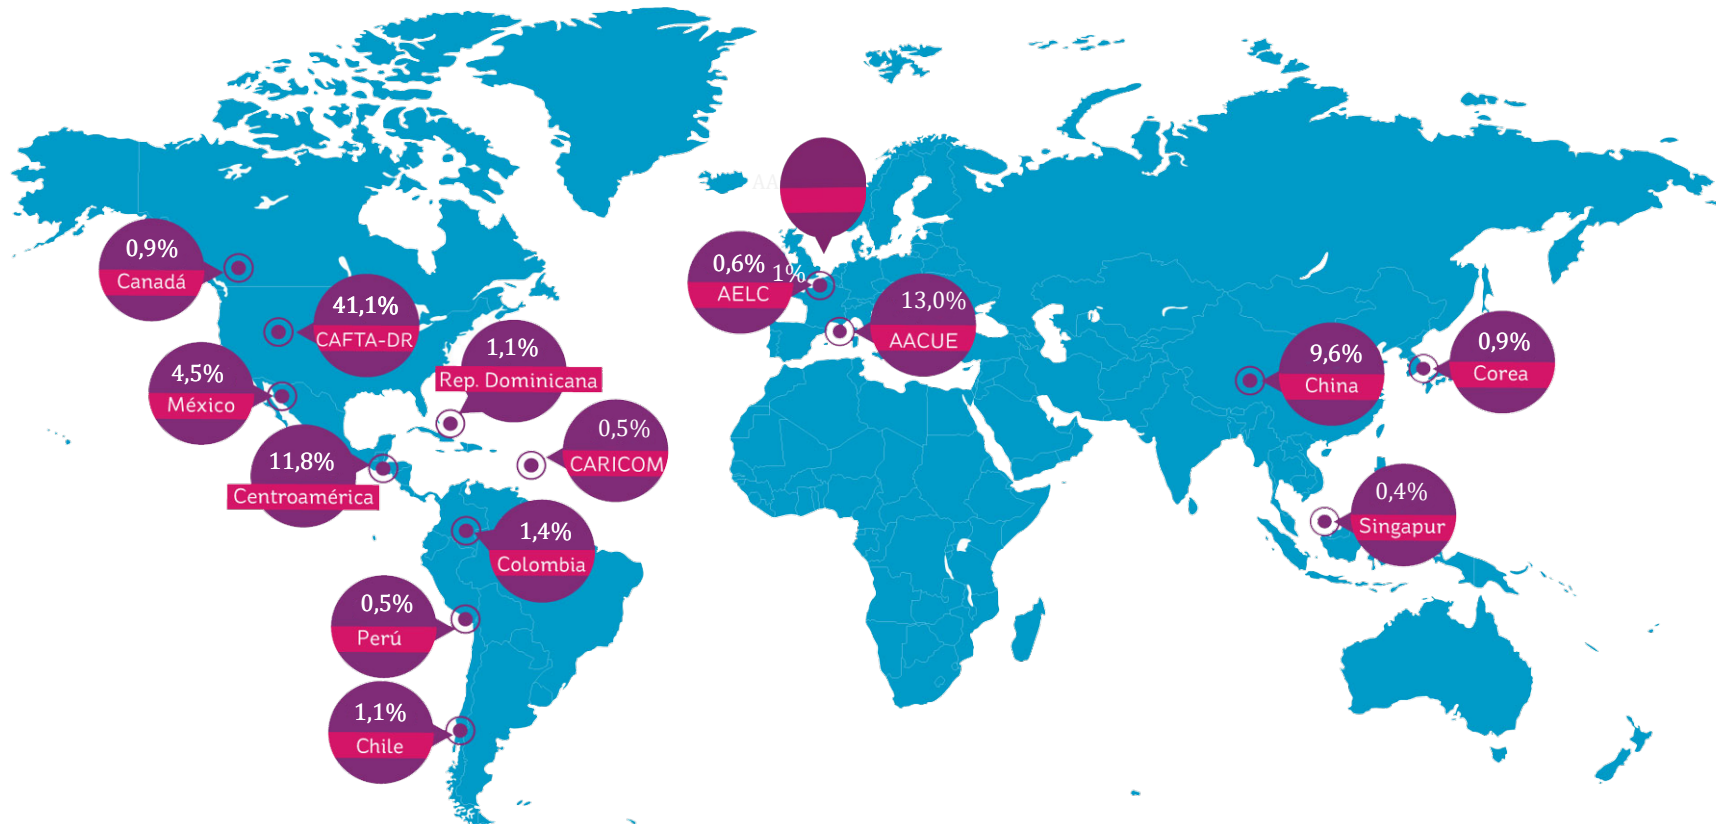 0,9%
Canadá
41,1%
CAFTA-DR
4,5%
México
1,1%
Rep. Dominicana
0,5%
CARICOM
11,8%
Centroamérica
1,4%
Colombia
0,5%
Perú
1,1%
Chile
AA
0,6%
1%
AELC
13,0%
AACUE
9,6%
China
0,9%
Corea
0,4%
Singapur